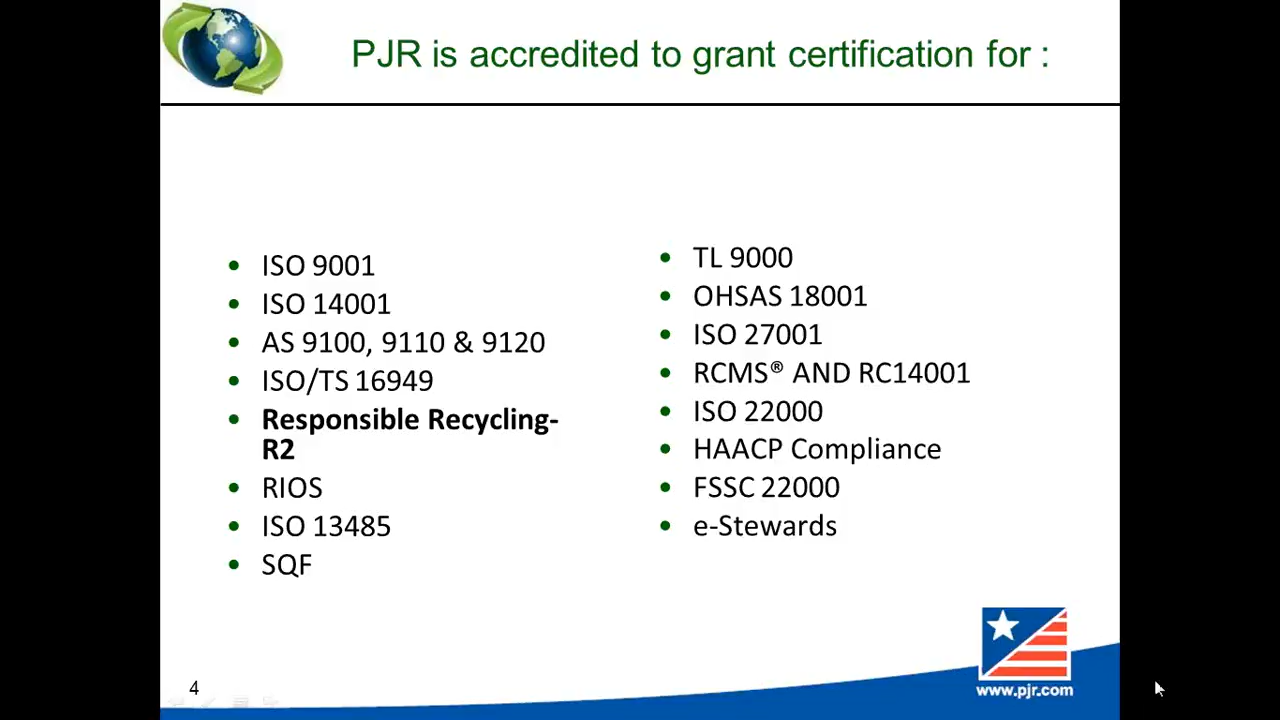 PJR is accredited to grant certification for :
• ISO 9001
• ISO 14001
• AS 9100, 9110 & 9120
• ISO/TS 16949
• Responsible Recycling-
R2
• RIOS
• ISO 13485
• SQF
• TL 9000
• OHSAS 18001
• ISO 27001
• RCMS® AND RC14001
• ISO 22000
• HAACP Compliance
• FSSC 22000
• e-Stewards
4
www.pjr.com